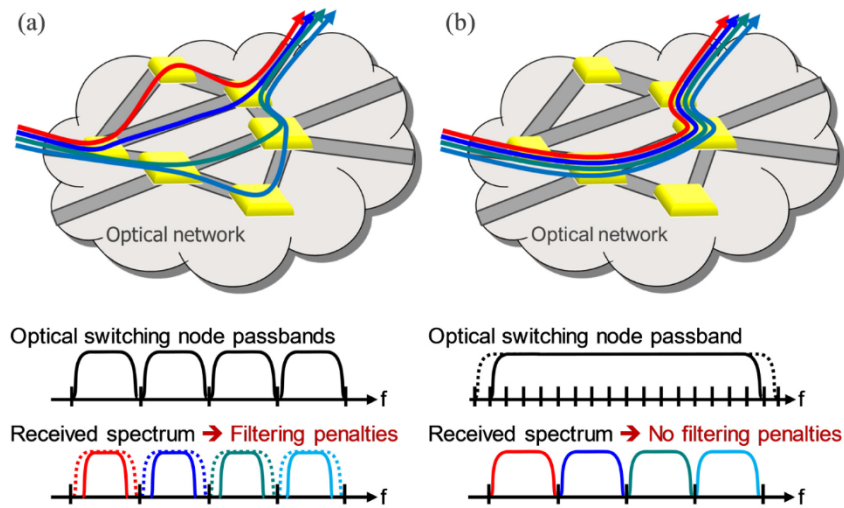 (a)
Optical network
Optical switching node passbands
f
Received spectrum ➔ Filtering penalties
f
(b)
Optical network
Optical switching node passband
f
Received spectrum ➔ No filtering penalties
f